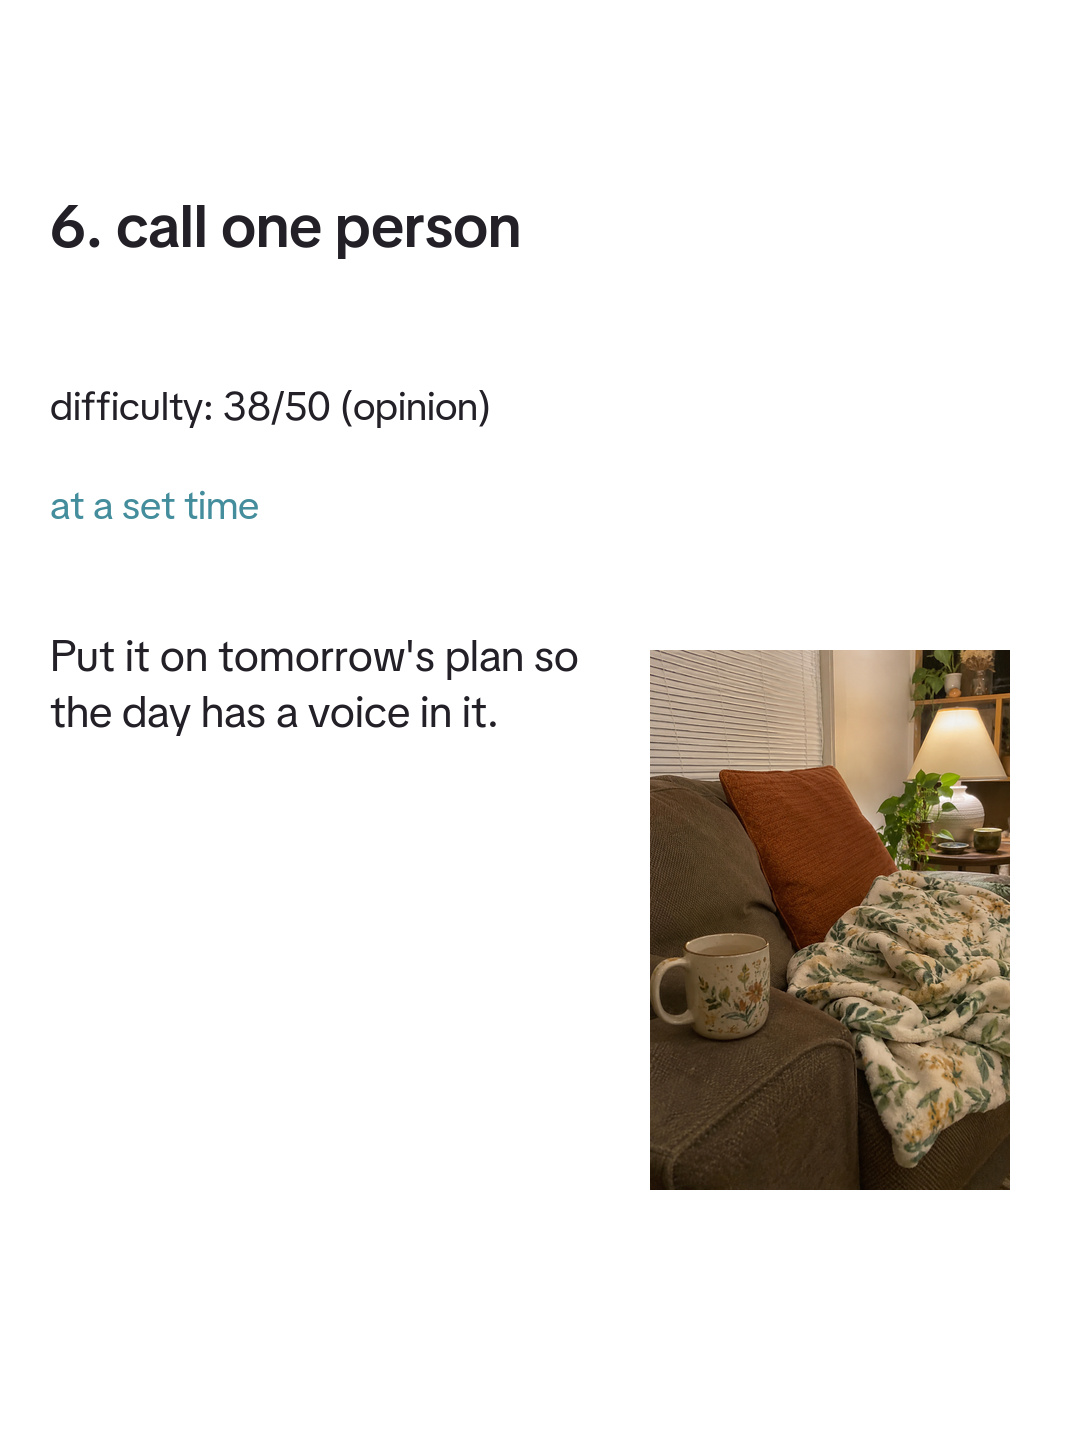 6. call one person
difficulty: 38/50 (opinion)
at a set time
Put it on tomorrow's plan so
the day has a voice in it.